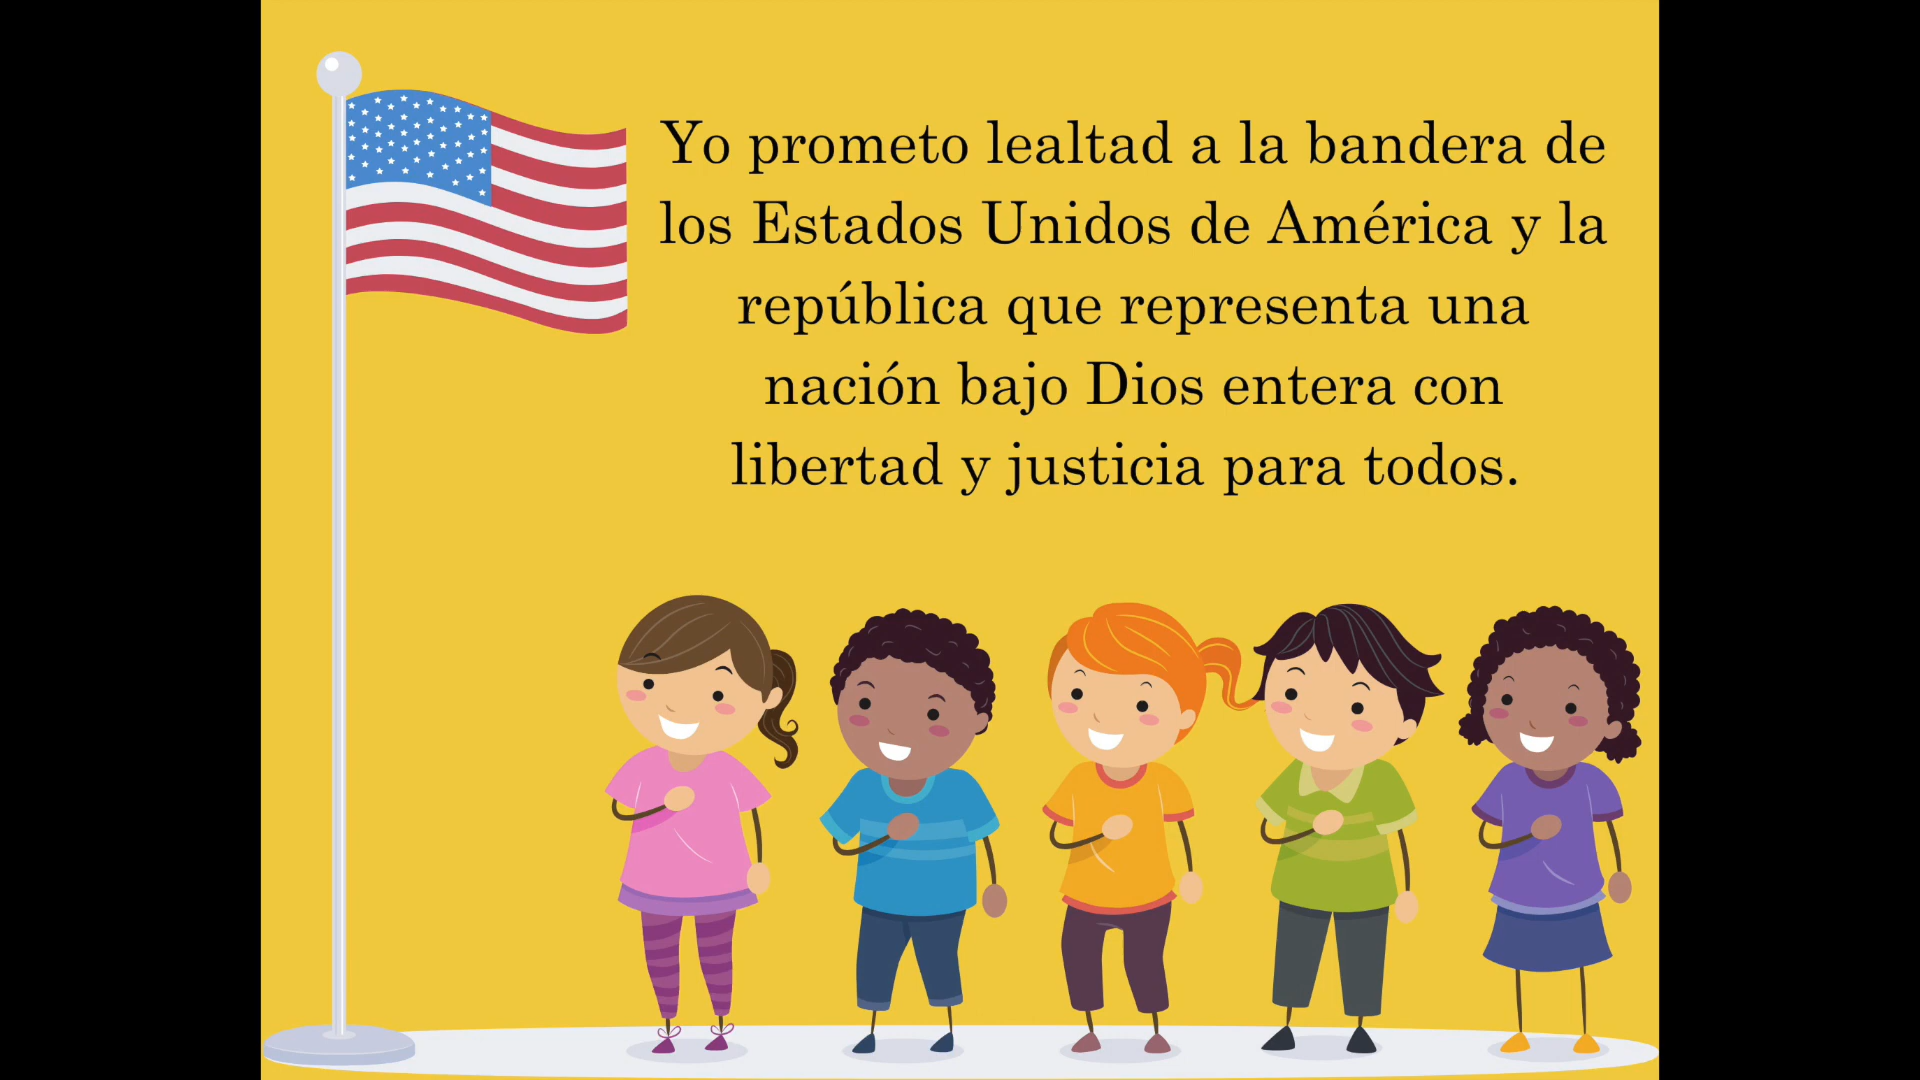 Yo prometo lealtad a la bandera de
los Estados Unidos de América y la
república que representa una
nación bajo Dios entera con
libertad y justicia para todos.